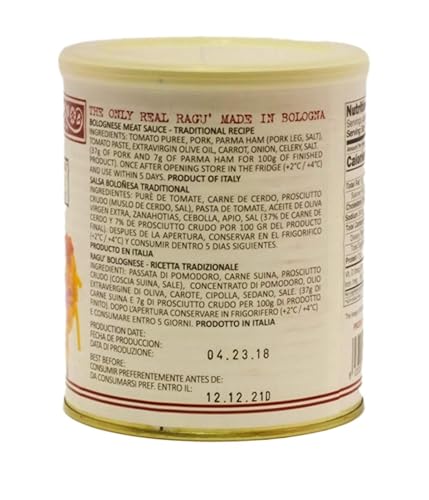 THE ONLY REAL RAGU' MADE IN BOLOGNA
BOLOGNESE MEAT SAUCE - TRADITIONAL RECIPE
INGREDIENTS: TOMATO PUREE, PORK, PARMA HAM (PORK LEG, SALT).
TOMATO PASTE, EXTRAVIRGIN OLIVE OIL, CARROT, ONION, CELERY, SALT.
(37g OF PORK AND 7g OF PARMA HAM FOR 100g OF FINISHED
PRODUCT). ONCE AFTER OPENING STORE IN THE FRIDGE (+2°C / +4°C)
AND USE WITHIN 5 DAYS. PRODUCT OF ITALY
SALSA BOLOÑESA TRADITIONAL
INGREDIENTS: PURÉ DE TOMATE, CARNE DE CERDO, PROSCIUTTO
CRUDO (MUSLO DE CERDO, SAL), PASTA DE TOMATE, ACEITE DE OLIVA
VIRGEN EXTRA, ZANAHOTIAS, CEBOLLA, APIO, SAL (37% DE CARNE DE
CERDO Y 7% DE PROSCIUTTO CRUDO POR 100 GR DEL PRODUCTO
FINAL). DESPUES DE LA APERTURA, CONSERVAR EN EL FRIGORIFICO
(+2°C / +4°C) Y CONSUMIR DENTRO 5 DIAS SIGUIENTES.
PRODUCTO EN ITALIA
RAGÚ BOLOGNESE - RICETTA TRADIZIONALE
INGREDIENTI: PASSATA DI POMODORO, CARNE SUINA, PROSCIUTTO
CRUDO (COSCIA SUINA, SALE), CONCENTRATO DI POMODORO, OLIO
EXTRAVERGINE DI OLIVA, CAROTE, CIPOLLA, SEDANO, SALE. (37g DI
CARNE SUINA E 7g DI PROSCIUTTO CRUDO PER 100g DI PRODOTTO
FINITO). DOPO L'APERTURA CONSERVARE IN FRIGORIFERO (+2°C / +4°C)
E CONSUMARE ENTRO 5 GIORNI. PRODOTTO IN ITALIA
PRODUCTION DATE:
FECHA DE PRODUCCION:
DATA DI PRODUZIONE:
04.23.18
BEST BEFORE:
CONSUMIR PREFERENTEMENTE ANTES DE:
DA CONSUMARSI PREF. ENTRO IL:
12.12.21D